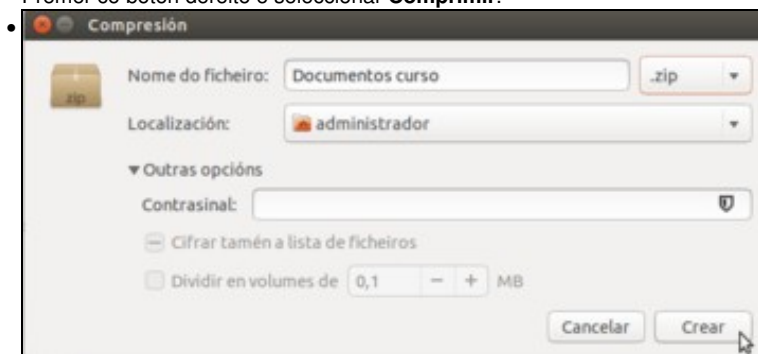 Premer co botón dereito e seleccionar Comprimir.
Compresión
Nome do ficheiro: Documentos curso .zip
zip
Localización: administrador
Outras opcións
Contrasinal:
Cifrar tamén a lista de ficheiros
Dividir en volumes de 0,1 − + MB
Cancelar Crear